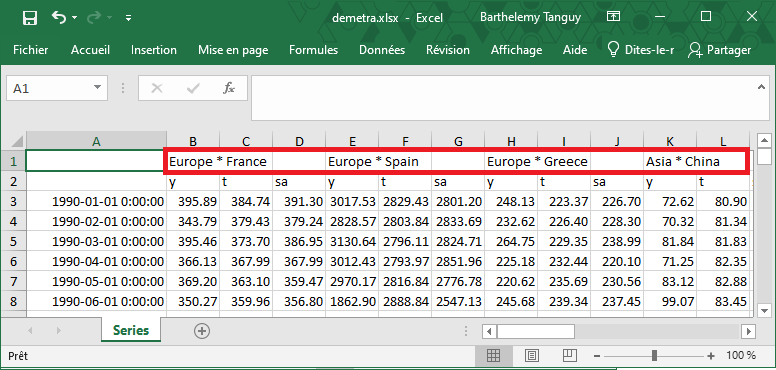 demetra.xlsx - Excel Barthelemy Tanguy
Fichier Accueil Insertion Mise en page Formules Données Révision Affichage Aide Dites-le-r Partager
A1 fx
A B C D E F G H I J K L
1 Europe * France Europe * Spain Europe * Greece Asia * China
2 y t sa y t sa y t sa y t
3 1990-01-01 0:00:00 395.89 384.74 391.30 3017.53 2829.43 2801.20 248.13 223.37 226.70 72.62 80.90
4 1990-02-01 0:00:00 343.79 379.43 379.24 2828.57 2803.84 2833.69 232.62 226.40 228.30 70.32 81.34
5 1990-03-01 0:00:00 395.46 373.70 386.95 3130.64 2796.11 2824.71 264.75 229.35 238.99 81.84 81.83
6 1990-04-01 0:00:00 366.13 367.99 367.99 3012.43 2793.97 2851.96 225.18 232.44 220.10 71.25 82.35
7 1990-05-01 0:00:00 369.20 363.10 359.47 2970.17 2816.84 2776.78 220.62 235.69 230.56 83.12 82.88
8 1990-06-01 0:00:00 350.27 359.96 356.80 1862.90 2888.84 2547.13 245.68 239.34 237.45 99.07 83.45
Series
Prêt 100 %